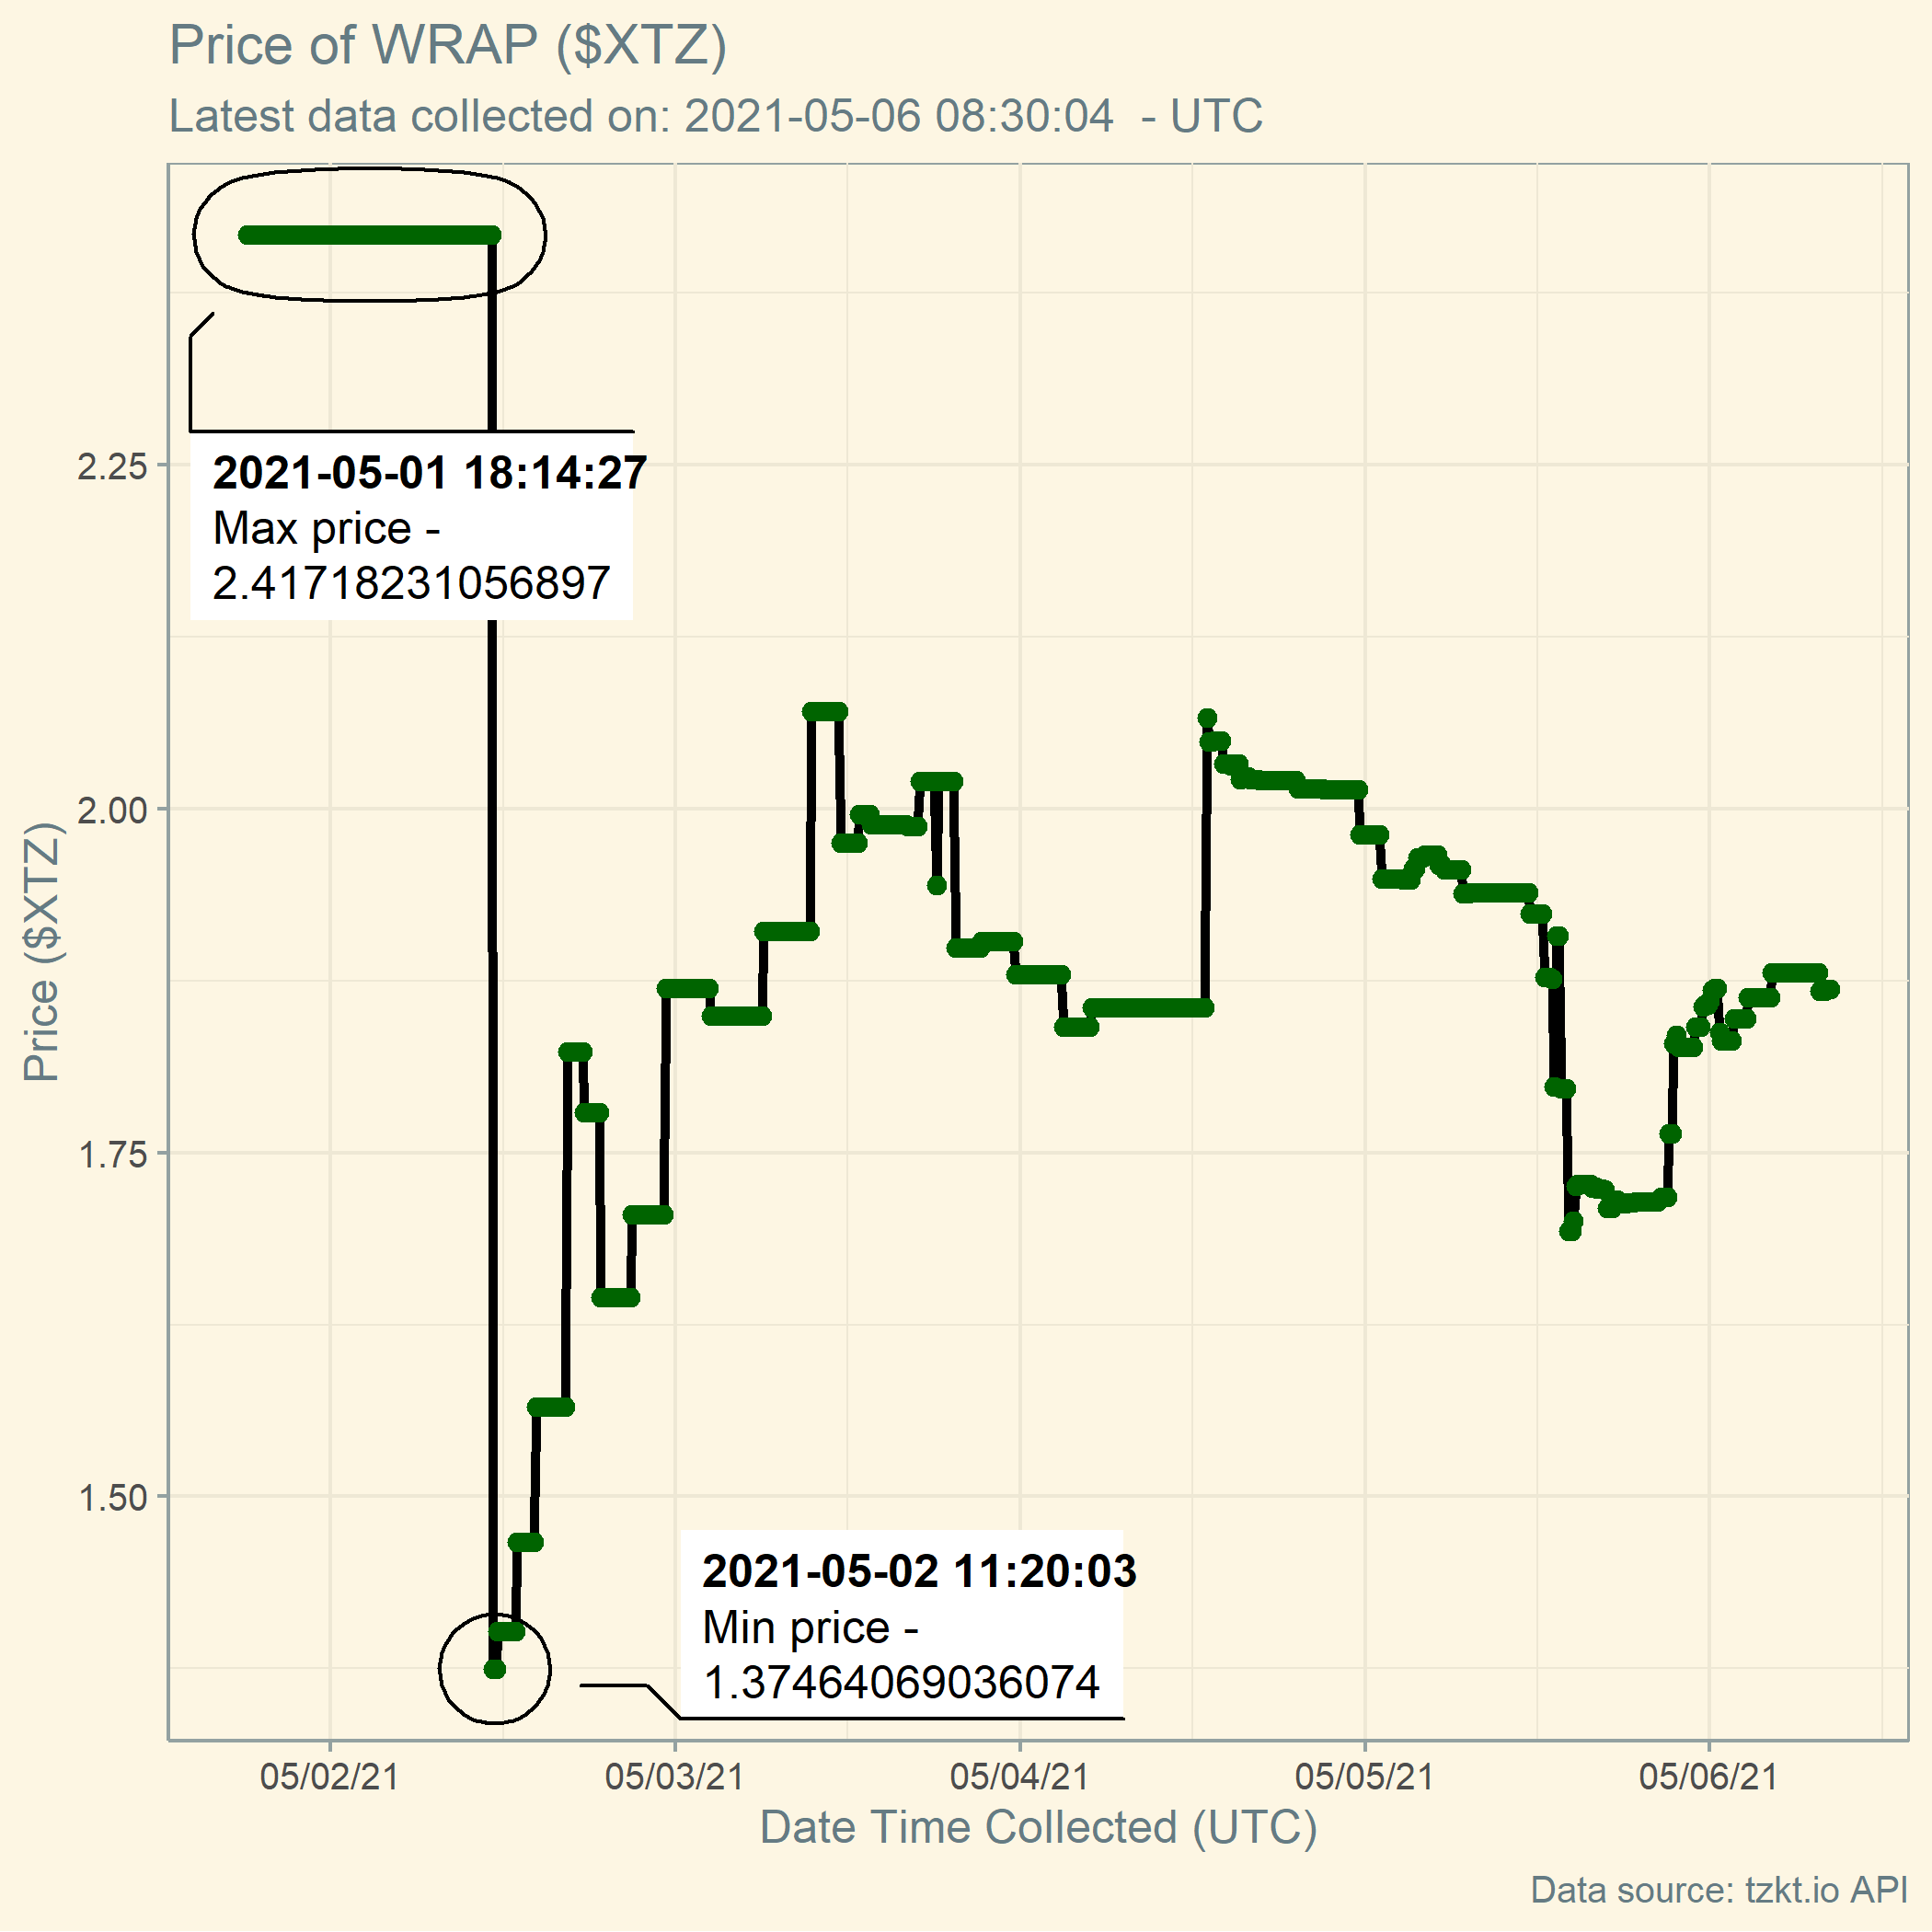 Price of WRAP ($XTZ)
Latest data collected on: 2021-05-06 08:30:04  - UTC
2021-05-01 18:14:27
Max price -
2.417718231056897
2.25
2.00
1.75
1.50
Price ($XTZ)
2021-05-02 11:20:03
Min price -
1.37464069036074
05/02/21
05/03/21
05/04/21
05/05/21
05/06/21
Date Time Collected (UTC)
Data source: tzkt.io API